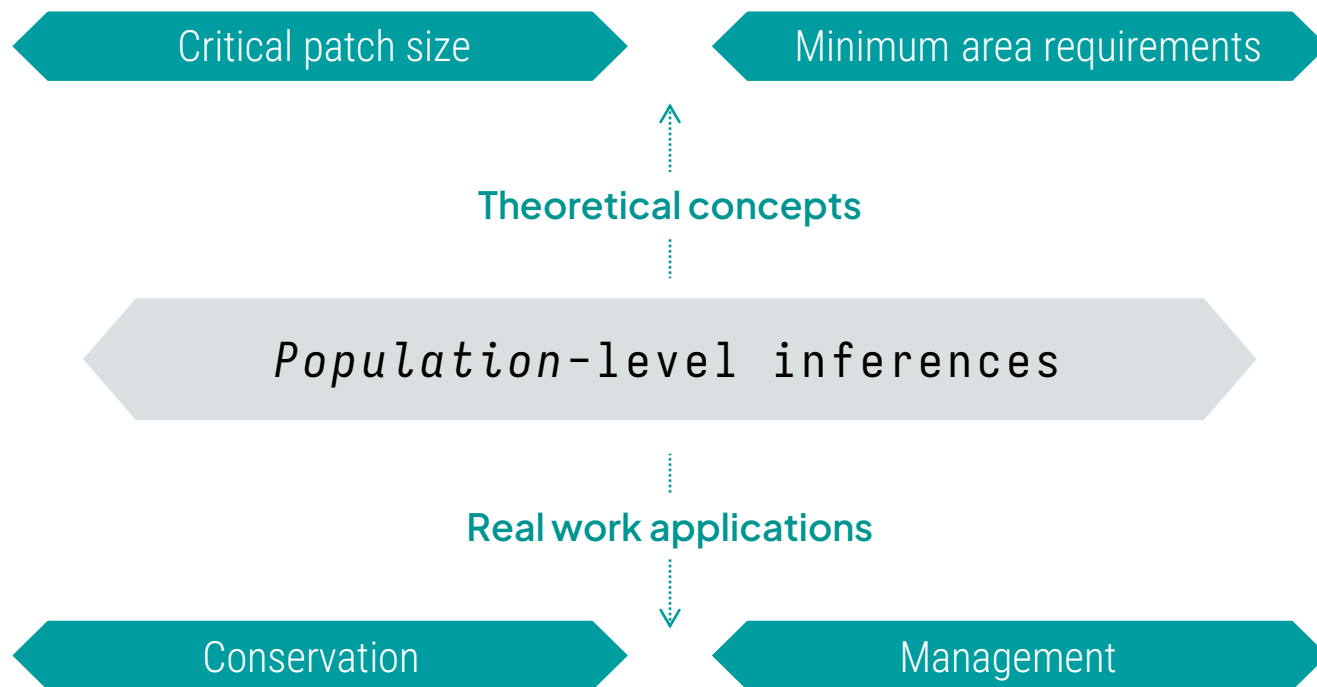 Critical patch size
Minimum area requirements
Theoretical concepts
Population-level inferences
Real work applications
Conservation
Management